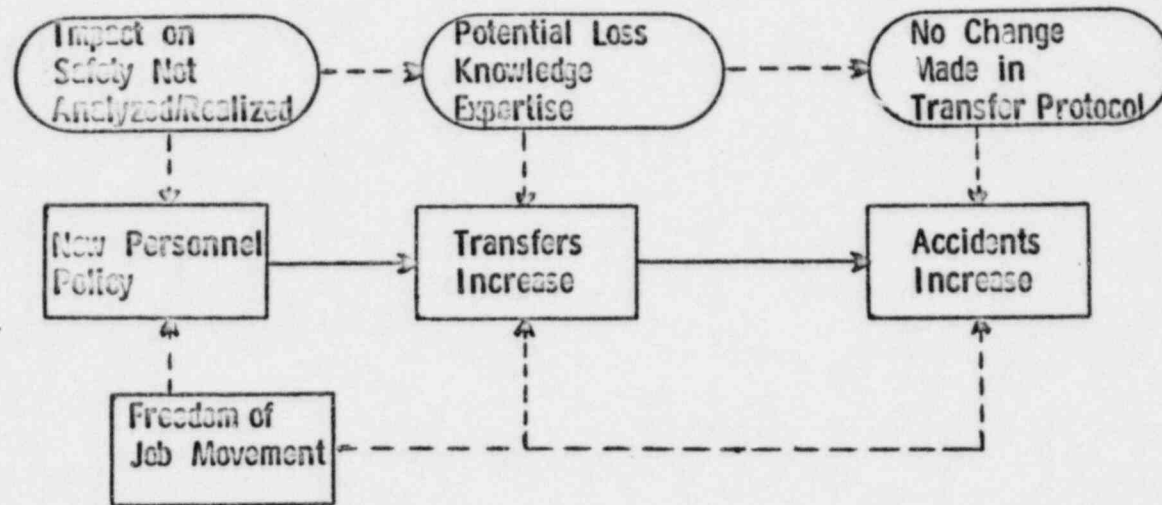 Impact on
Safety Not
Analyzed/Realized
Potential Loss
Knowledge
Expertise
No Change
Made in
Transfer Protocol
New Personnel
Policy
Transfers
Increase
Accidents
Increase
Freedom of
Job Movement